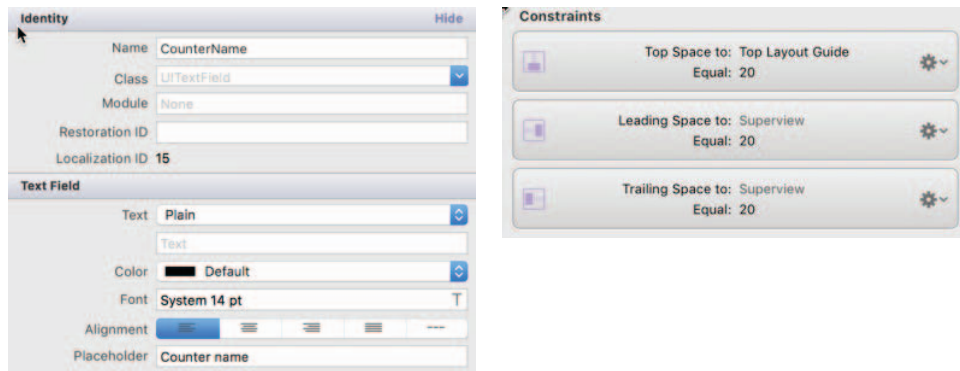 Identity Hide
Name CounterName
Class UITextField
Module None
Restoration ID
Localization ID 15
Text Field
Text Plain
Text
Color Default
Font System 14 pt T
Alignment
Placeholder Counter name
Constraints
Top Space to: Top Layout Guide
Equal: 20
Leading Space to: Superview
Equal: 20
Trailing Space to: Superview
Equal: 20